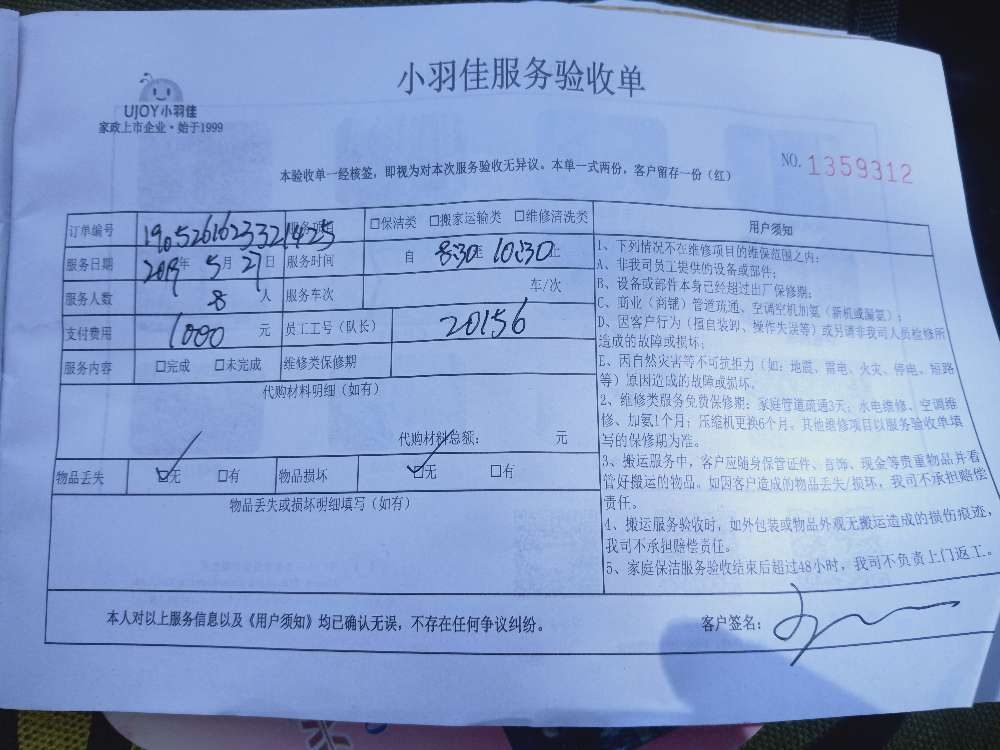 小羽佳服务验收单
UJOY小羽佳
家政上市企业·始于1999
NO. 1359312
本验收单一经核签，即视为对本次服务验收无异议。本单一式两份，客户留存一份（红）
订单编号 190526162332425 服务项目 □保洁类 □搬家运输类 □维修清洗类
服务日期 2019年 5月 27日 服务时间 自 8:30 至 10:30 止
服务人数 8 人 服务车次 车/次
支付费用 1000 元 员工工号（队长） 20156
服务内容 □完成 □未完成 维修类保修期
代购材料明细（如有）
代购材料总额： 元
物品丢失 ☑无 □有 物品损坏 ☑无 □有
物品丢失或损坏明细填写（如有）
用户须知
1、下列情况不在维修项目的维保范围之内：
A、非我司员工提供的设备或部件；
B、设备或部件本身已经超过出厂保修期；
C、商业（商铺）管道疏通、空调空机加氨（新机或漏氨）；
D、因客户行为（擅自装卸、操作失误等）或另请非我司人员检修所
造成的故障或损坏；
E、因自然灾害等不可抗拒力（如：地震、雷电、火灾、停电、短路
等）原因造成的故障或损坏。
2、维修类服务免费保修期：家庭管道疏通3天；水电维修、空调维
修、加氨1个月；压缩机更换6个月。其他维修项目以服务验收单填
写的保修期为准。
3、搬运服务中，客户应随身保管证件、首饰、现金等贵重物品并看
管好搬运的物品。如因客户造成的物品丢失/损坏，我司不承担赔偿
责任。
4、搬运服务验收时，如外包装或物品外观无搬运造成的损伤痕迹，
我司不承担赔偿责任。
5、家庭保洁服务验收结束后超过48小时，我司不负责上门返工。
本人对以上服务信息以及《用户须知》均已确认无误，不存在任何争议纠纷。
客户签名：